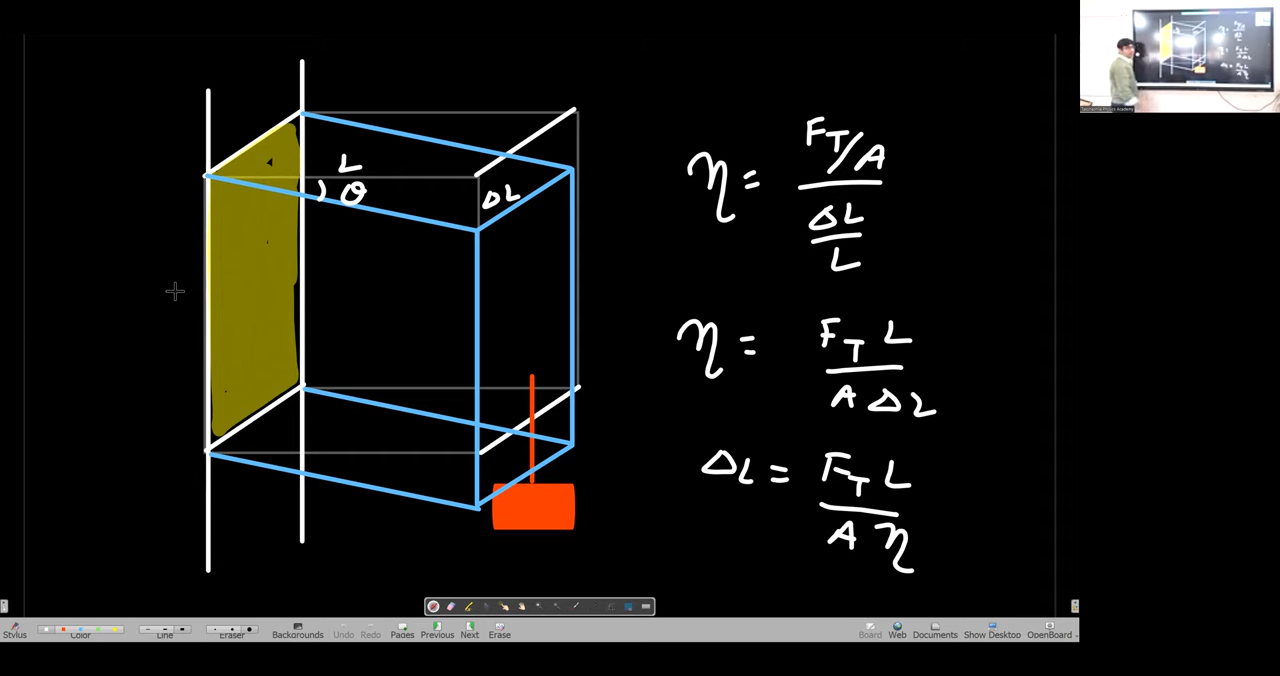 L
θ
ΔL
η = F_T/A
ΔL
L
η = F_T L
A ΔL
ΔL = F_T L
A η
Stylus
Color
Line
Eraser
Backgrounds
Undo
Redo
Pages
Previous
Next
Erase
Board
Web
Documents
Show Desktop
OpenBoard